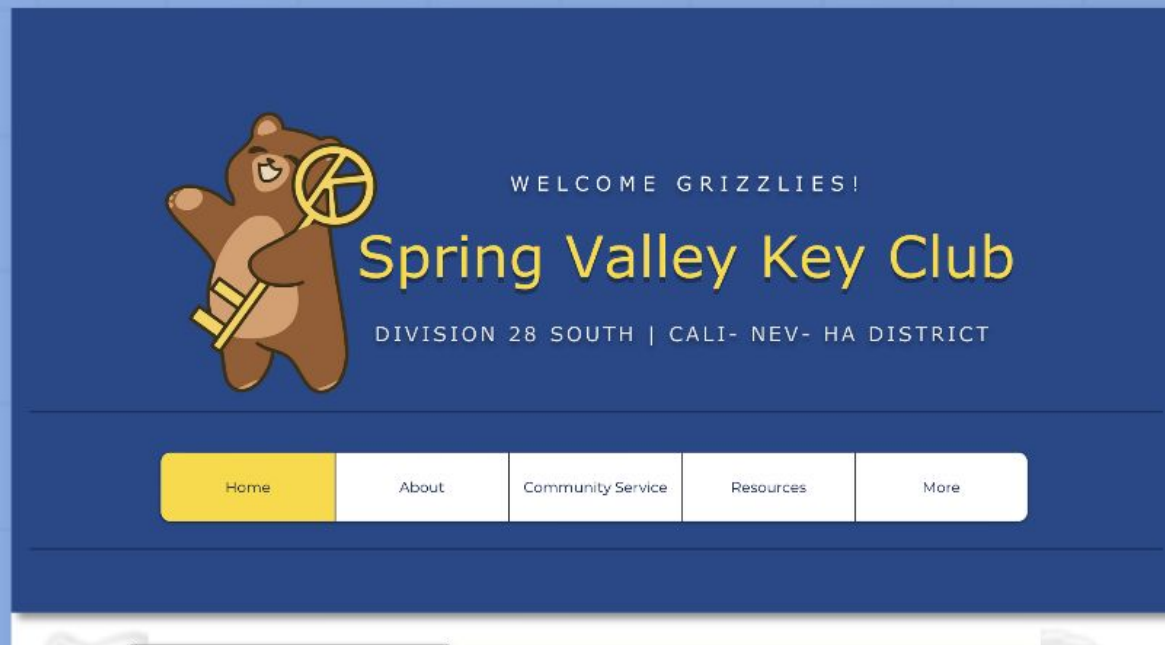 WELCOME GRIZZLIES!
Spring Valley Key Club
DIVISION 28 SOUTH | CALI- NEV- HA DISTRICT
Home
About
Community Service
Resources
More